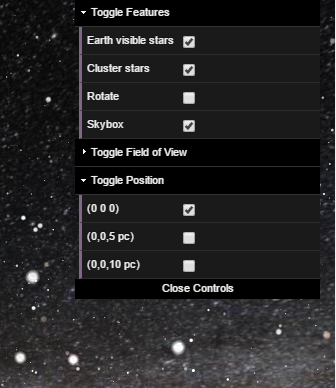 Toggle Features
Earth visible stars
Cluster stars
Rotate
Skybox
Toggle Field of View
Toggle Position
(0 0 0)
(0,0,5 pc)
(0,0,10 pc)
Close Controls